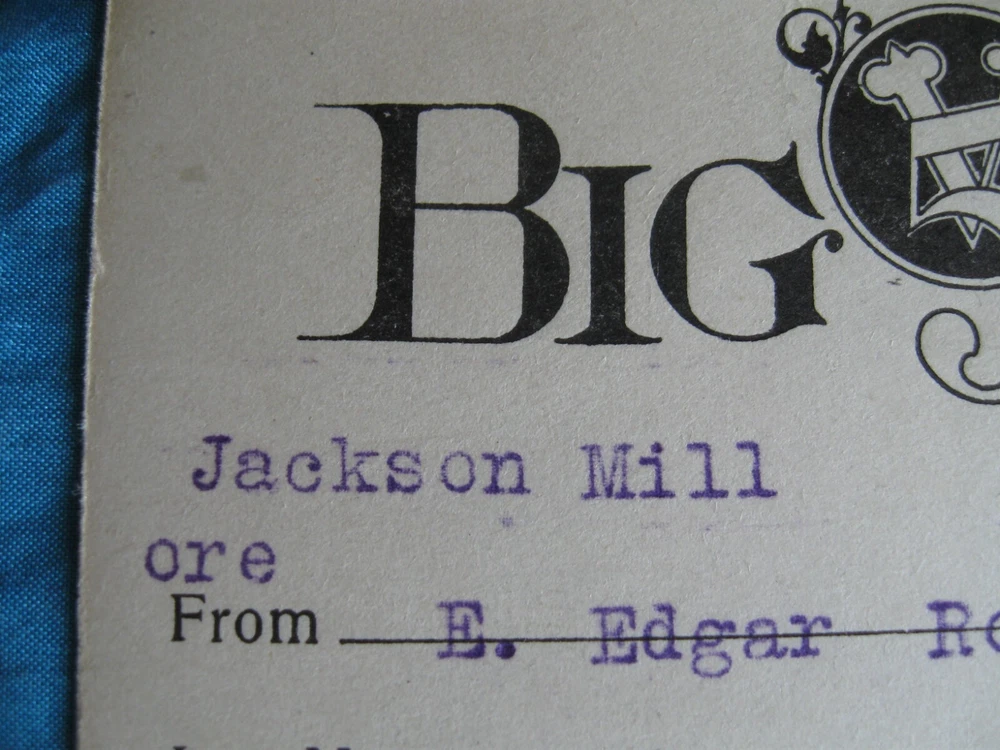 BIG
Jackson Mill
ore
From E. Edgar